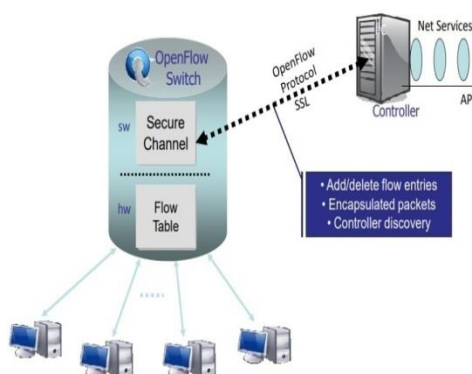 OpenFlow
Switch
sw
Secure
Channel
hw
Flow
Table
OpenFlow
Protocol
SSL
Controller
Net Services
AP
• Add/delete flow entries
• Encapsulated packets
• Controller discovery